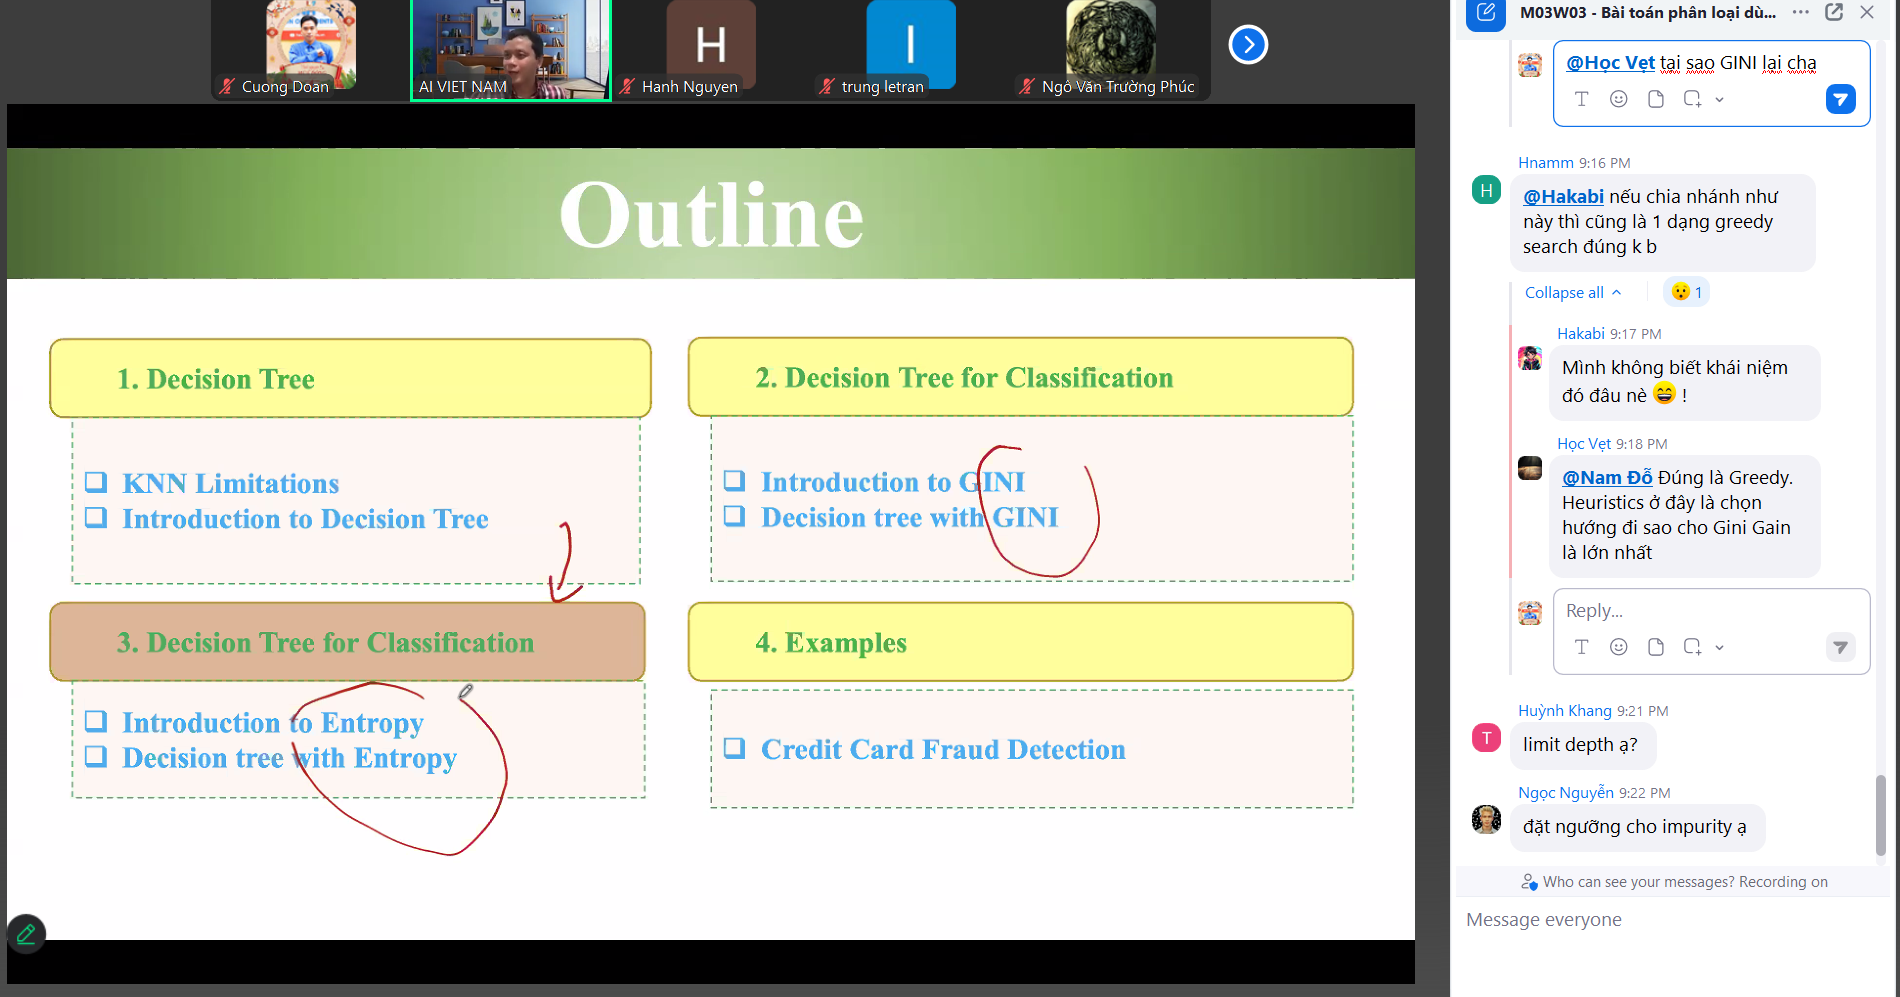 Cuong Doan
AI VIET NAM
Hanh Nguyen
trung letran
Ngô Văn Trường Phúc
H
I
Outline
1. Decision Tree
KNN Limitations
Introduction to Decision Tree
2. Decision Tree for Classification
Introduction to GINI
Decision tree with GINI
3. Decision Tree for Classification
Introduction to Entropy
Decision tree with Entropy
4. Examples
Credit Card Fraud Detection
M03W03 - Bài toán phân loại dù...
@Học Vẹt tại sao GINI lại cha
Hnamm 9:16 PM
H
@Hakabi nếu chia nhánh như
này thì cũng là 1 dạng greedy
search đúng k b
Collapse all
1
Hakabi 9:17 PM
Mình không biết khái niệm
đó đâu nè 😄 !
Học Vẹt 9:18 PM
@Nam Đỗ Đúng là Greedy.
Heuristics ở đây là chọn
hướng đi sao cho Gini Gain
là lớn nhất
Reply...
Huỳnh Khang 9:21 PM
T
limit depth ạ?
Ngọc Nguyễn 9:22 PM
đặt ngưỡng cho impurity ạ
Who can see your messages? Recording on
Message everyone